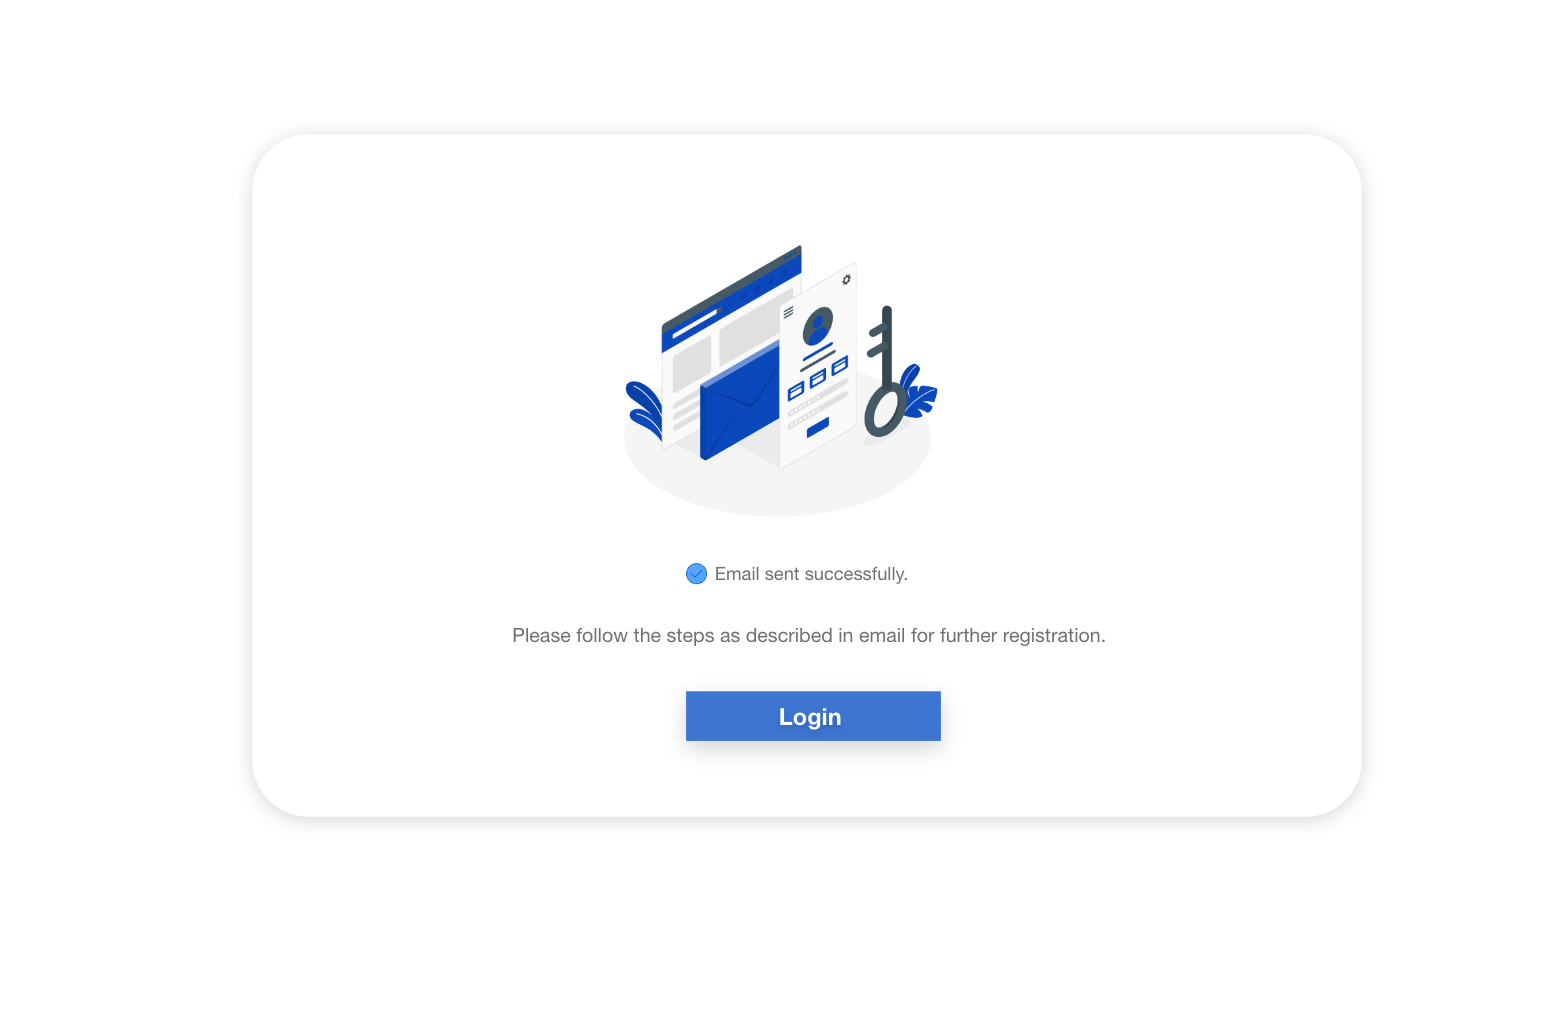 Email sent successfully.
Please follow the steps as described in email for further registration.
Login